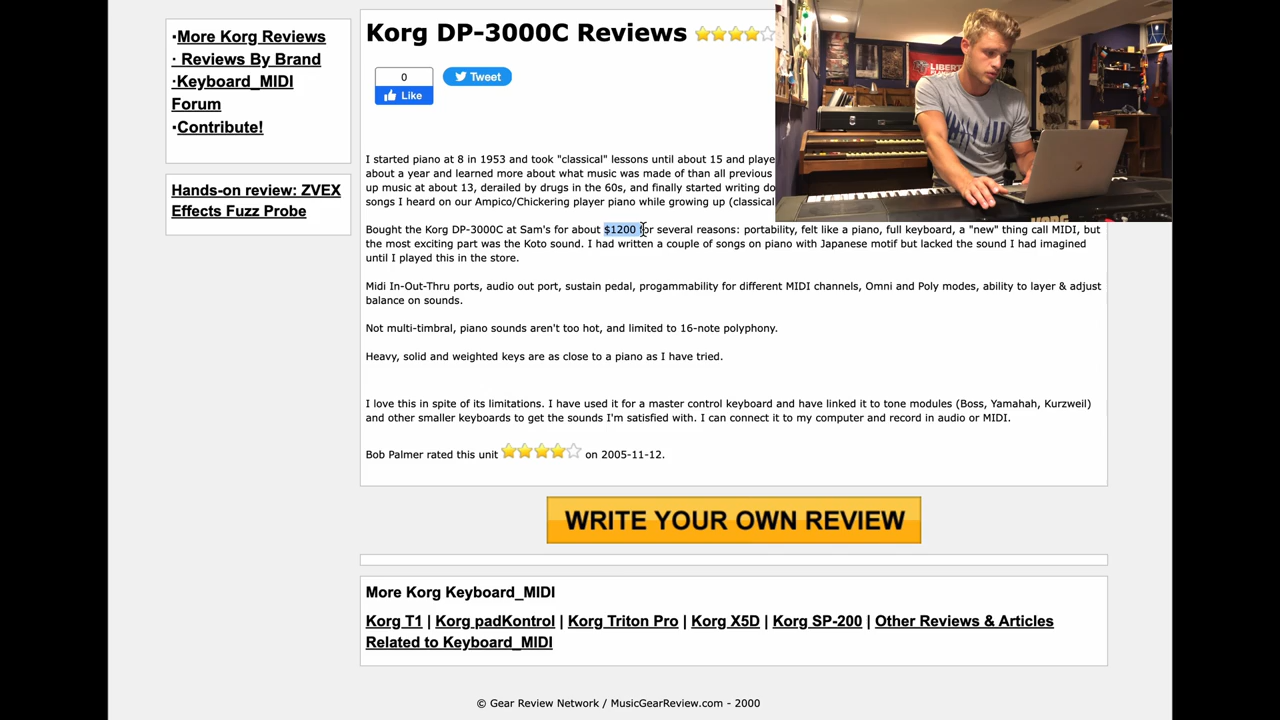 ·More Korg Reviews
· Reviews By Brand
·Keyboard_MIDI
Forum
·Contribute!
Hands-on review: ZVEX
Effects Fuzz Probe
Korg DP-3000C Reviews
0
Like
Tweet
I started piano at 8 in 1953 and took "classical" lessons until about 15 and playe
about a year and learned more about what music was made of than all previous
up music at about 13, derailed by drugs in the 60s, and finally started writing do
songs I heard on our Ampico/Chickering player piano while growing up (classical
Bought the Korg DP-3000C at Sam's for about $1200 for several reasons: portability, felt like a piano, full keyboard, a "new" thing call MIDI, but
the most exciting part was the Koto sound. I had written a couple of songs on piano with Japanese motif but lacked the sound I had imagined
until I played this in the store.
Midi In-Out-Thru ports, audio out port, sustain pedal, progammability for different MIDI channels, Omni and Poly modes, ability to layer & adjust
balance on sounds.
Not multi-timbral, piano sounds aren't too hot, and limited to 16-note polyphony.
Heavy, solid and weighted keys are as close to a piano as I have tried.
I love this in spite of its limitations. I have used it for a master control keyboard and have linked it to tone modules (Boss, Yamahah, Kurzweil)
and other smaller keyboards to get the sounds I'm satisfied with. I can connect it to my computer and record in audio or MIDI.
Bob Palmer rated this unit on 2005-11-12.
WRITE YOUR OWN REVIEW
More Korg Keyboard_MIDI
Korg T1 | Korg padKontrol | Korg Triton Pro | Korg X5D | Korg SP-200 | Other Reviews & Articles
Related to Keyboard_MIDI
© Gear Review Network / MusicGearReview.com - 2000